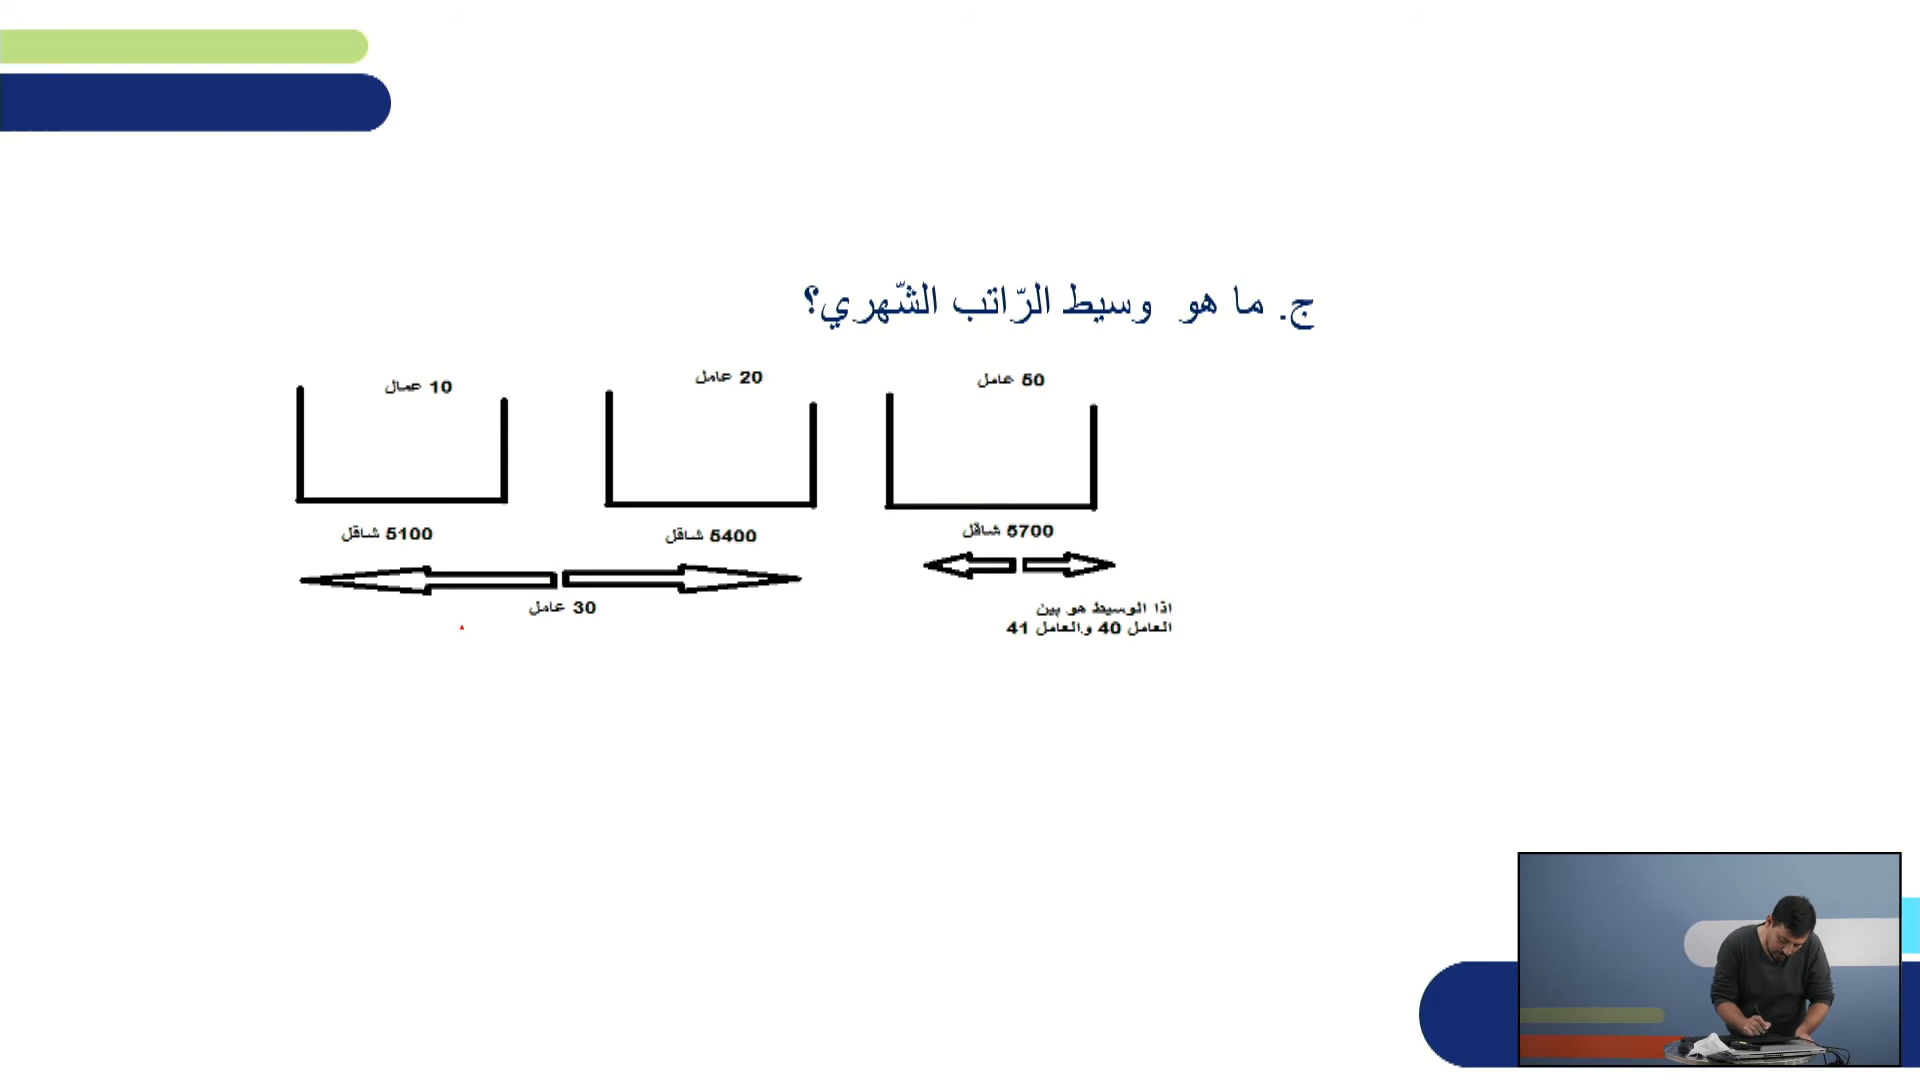 ج. ما هو وسيط الرّاتب الشّهري؟
50 عامل
20 عامل
10 عمال
5700 شاقل
5400 شاقل
5100 شاقل
30 عامل
اذا الوسيط هو بين
العامل 40 والعامل 41